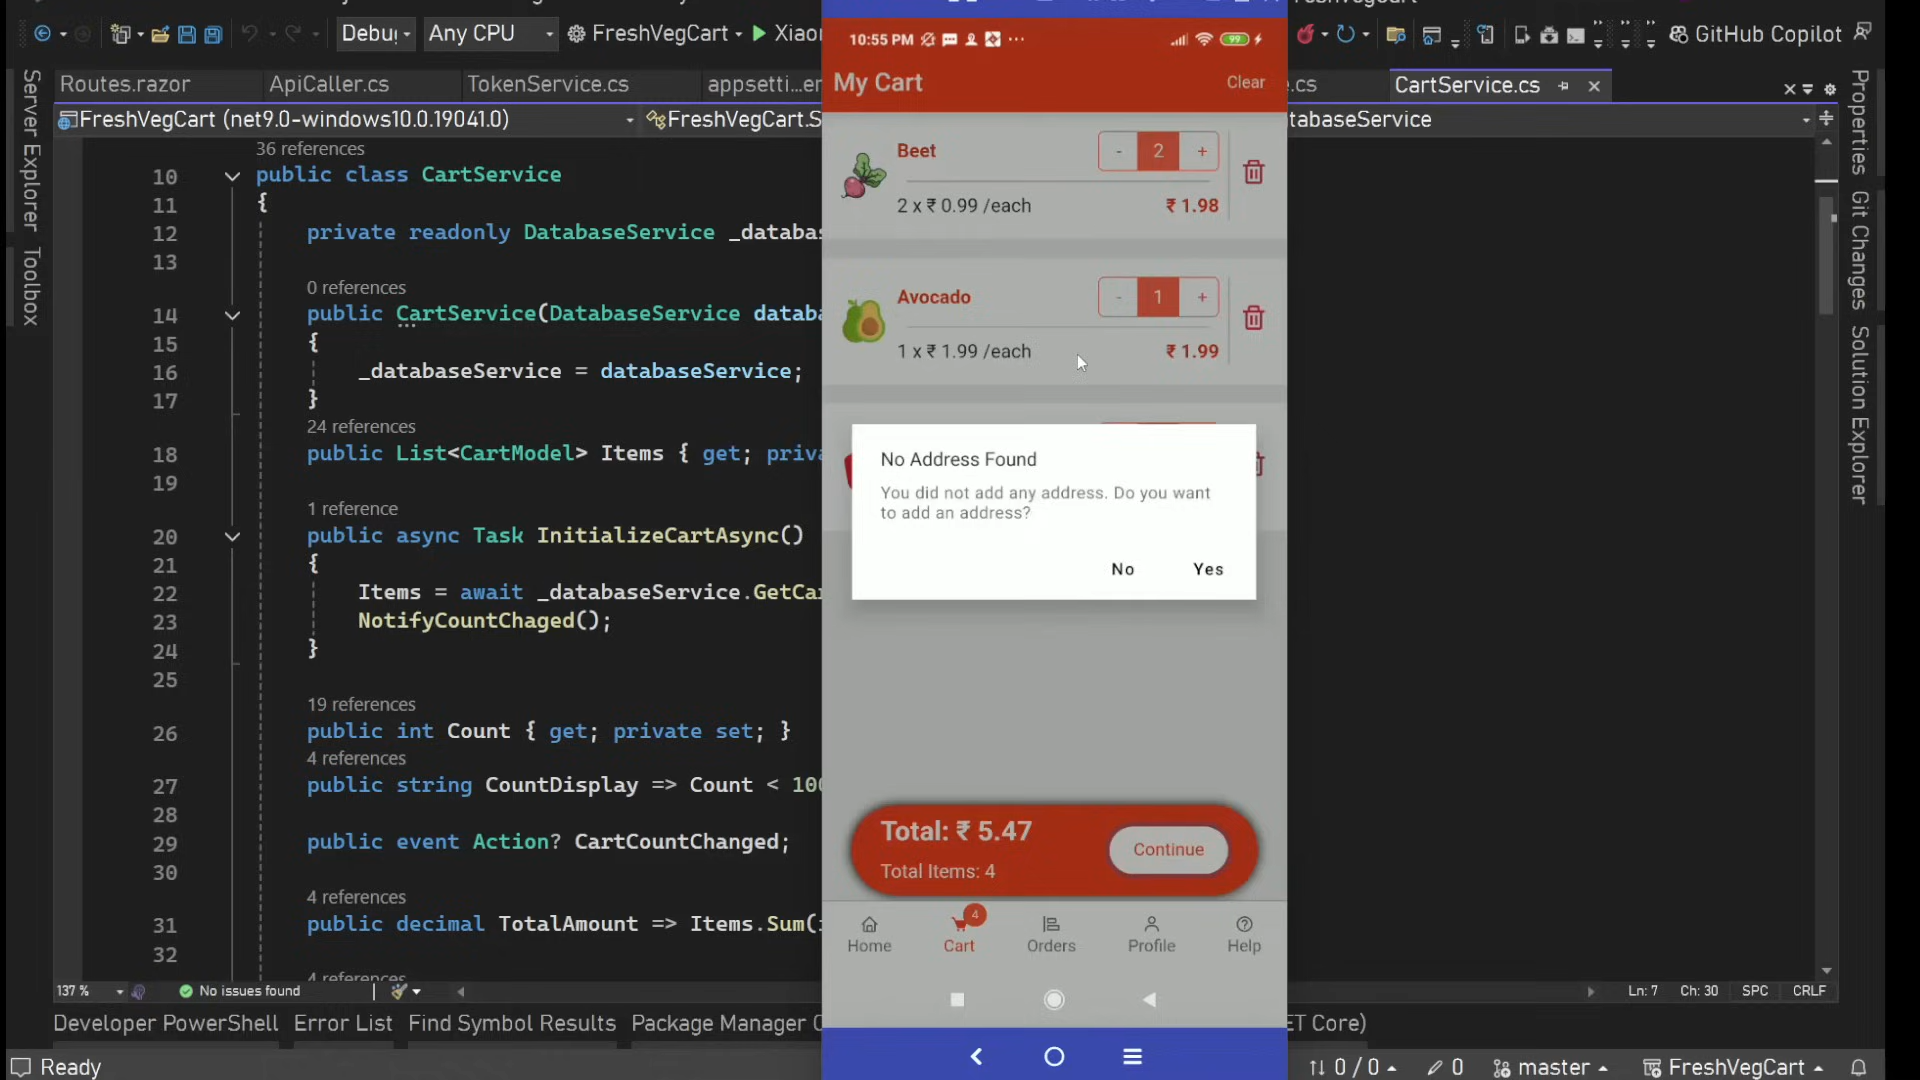 Debug
Any CPU
FreshVegCart
Xiao
GitHub Copilot
Server Explorer
Toolbox
Routes.razor
ApiCaller.cs
TokenService.cs
appsetti...er
.cs
CartService.cs
FreshVegCart (net9.0-windows10.0.19041.0)
FreshVegCart.S
tabaseService
36 references
10 public class CartService
11 {
12 private readonly DatabaseService _databas
13
0 references
14 public CartService(DatabaseService databa
15 {
16 _databaseService = databaseService;
17 }
24 references
18 public List<CartModel> Items { get; priva
19
1 reference
20 public async Task InitializeCartAsync()
21 {
22 Items = await _databaseService.GetCar
23 NotifyCountChaged();
24 }
25
19 references
26 public int Count { get; private set; }
4 references
27 public string CountDisplay => Count < 100
28
29 public event Action? CartCountChanged;
30
4 references
31 public decimal TotalAmount => Items.Sum(
32
4 references
137 %
No issues found
Ln: 7
Ch: 30
SPC
CRLF
Developer PowerShell
Error List
Find Symbol Results
Package Manager C
ET Core)
Ready
0 / 0
0
master
FreshVegCart
Properties
Git Changes
Solution Explorer
10:55 PM
99
My Cart
Clear
Beet
- 2 +
2 x ₹ 0.99 /each
₹ 1.98
Avocado
- 1 +
1 x ₹ 1.99 /each
₹ 1.99
No Address Found
You did not add any address. Do you want
to add an address?
No
Yes
Total: ₹ 5.47
Total Items: 4
Continue
4
Home
Cart
Orders
Profile
Help